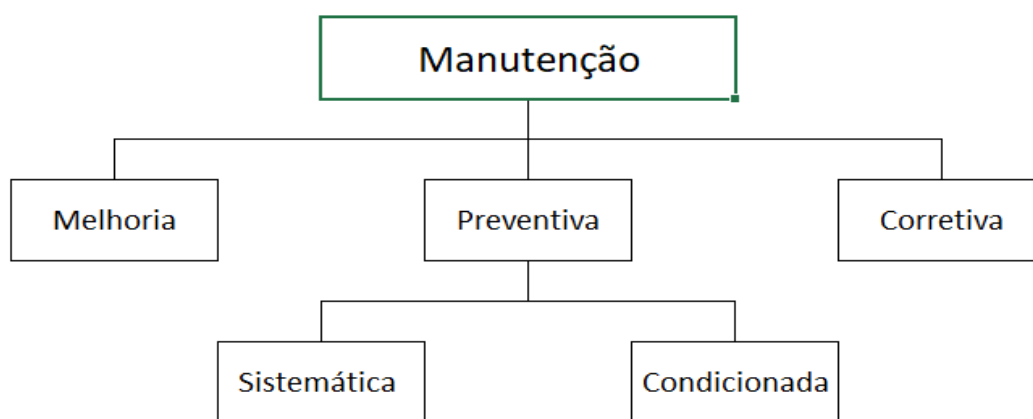 Manutenção
Melhoria
Preventiva
Corretiva
Sistemática
Condicionada